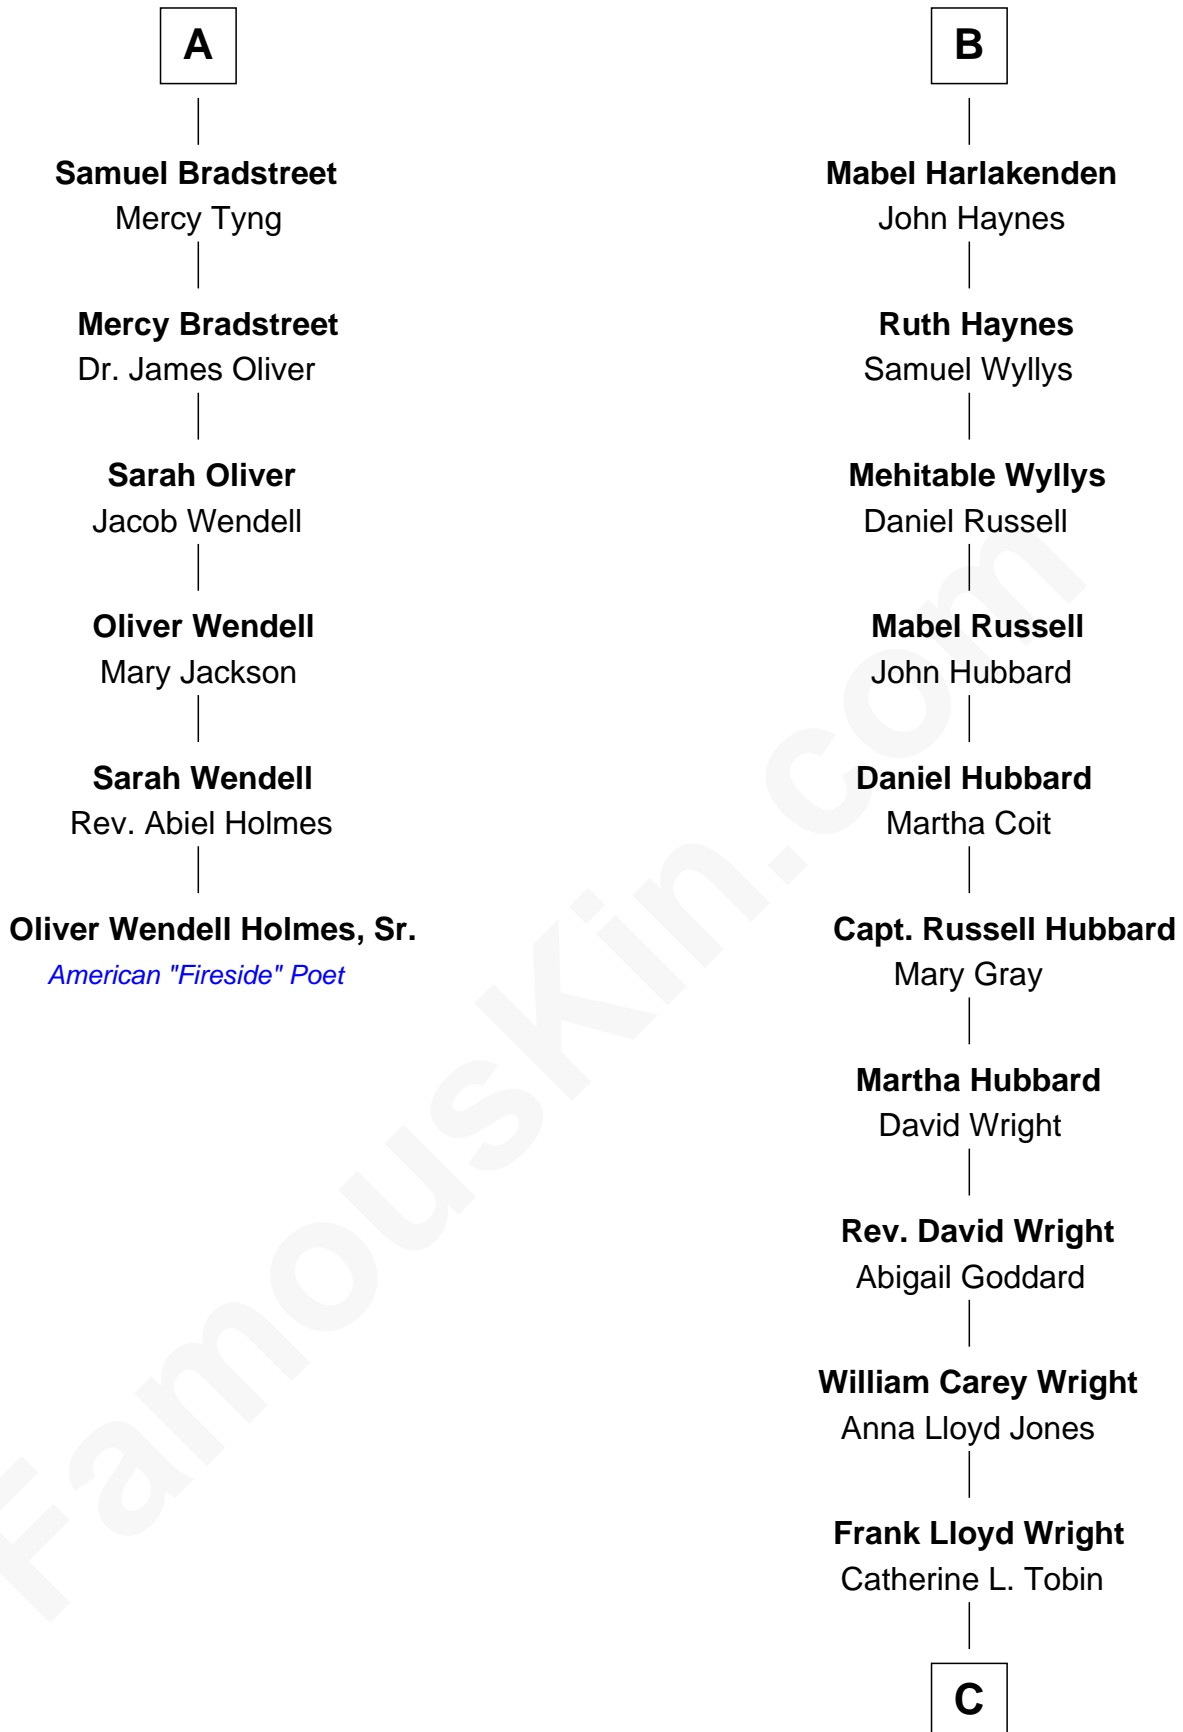 A
Samuel Bradstreet
Mercy Tyng
Mercy Bradstreet
Dr. James Oliver
Sarah Oliver
Jacob Wendell
Oliver Wendell
Mary Jackson
Sarah Wendell
Rev. Abiel Holmes
Oliver Wendell Holmes, Sr.
American "Fireside" Poet
B
Mabel Harlakenden
John Haynes
Ruth Haynes
Samuel Wyllys
Mehitable Wyllys
Daniel Russell
Mabel Russell
John Hubbard
Daniel Hubbard
Martha Coit
Capt. Russell Hubbard
Mary Gray
Martha Hubbard
David Wright
Rev. David Wright
Abigail Goddard
William Carey Wright
Anna Lloyd Jones
Frank Lloyd Wright
Catherine L. Tobin
C
FamousKin.com